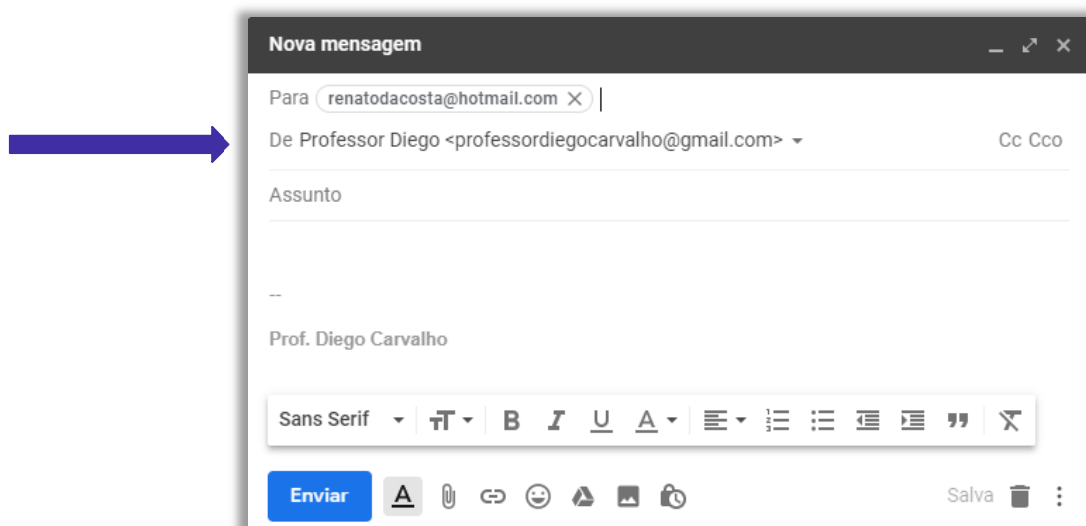 Nova mensagem
Para renatodacosta@hotmail.com
De Professor Diego <professordiegocarvalho@gmail.com> Cc Cco
Assunto
--
Prof. Diego Carvalho
Sans Serif
Enviar Salva